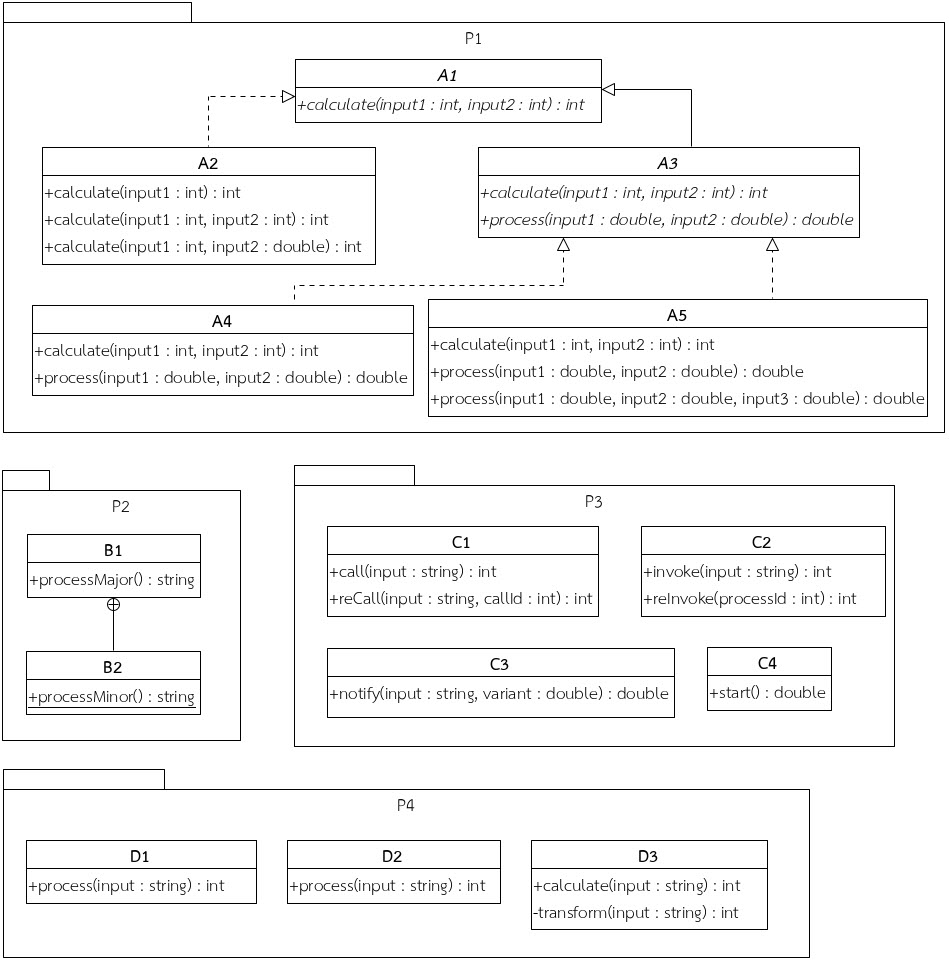 P1
A1
+calculate(input1 : int, input2 : int) : int
A2
+calculate(input1 : int) : int
+calculate(input1 : int, input2 : int) : int
+calculate(input1 : int, input2 : double) : int
A3
+calculate(input1 : int, input2 : int) : int
+process(input1 : double, input2 : double) : double
A4
+calculate(input1 : int, input2 : int) : int
+process(input1 : double, input2 : double) : double
A5
+calculate(input1 : int, input2 : int) : int
+process(input1 : double, input2 : double) : double
+process(input1 : double, input2 : double, input3 : double) : double
P2
B1
+processMajor() : string
B2
+processMinor() : string
P3
C1
+call(input : string) : int
+reCall(input : string, callId : int) : int
C2
+invoke(input : string) : int
+reInvoke(processId : int) : int
C3
+notify(input : string, variant : double) : double
C4
+start() : double
P4
D1
+process(input : string) : int
D2
+process(input : string) : int
D3
+calculate(input : string) : int
-transform(input : string) : int